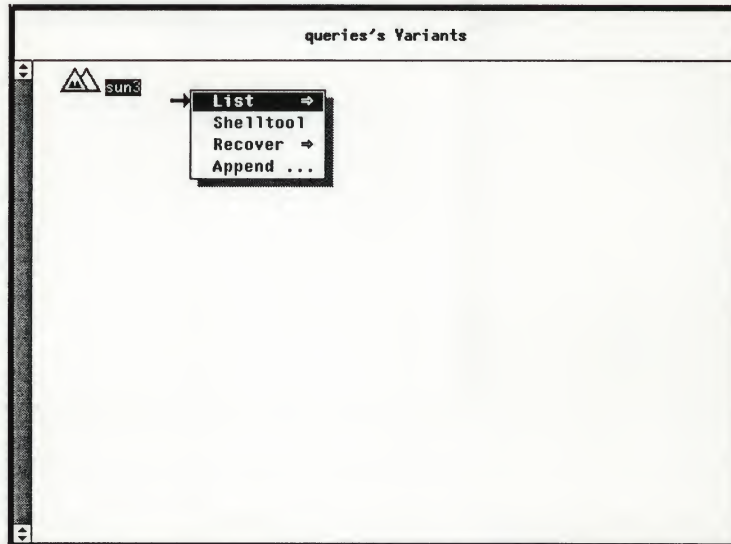 queries's Variants
sun3
List ⇒
Shelltool
Recover ⇒
Append ...